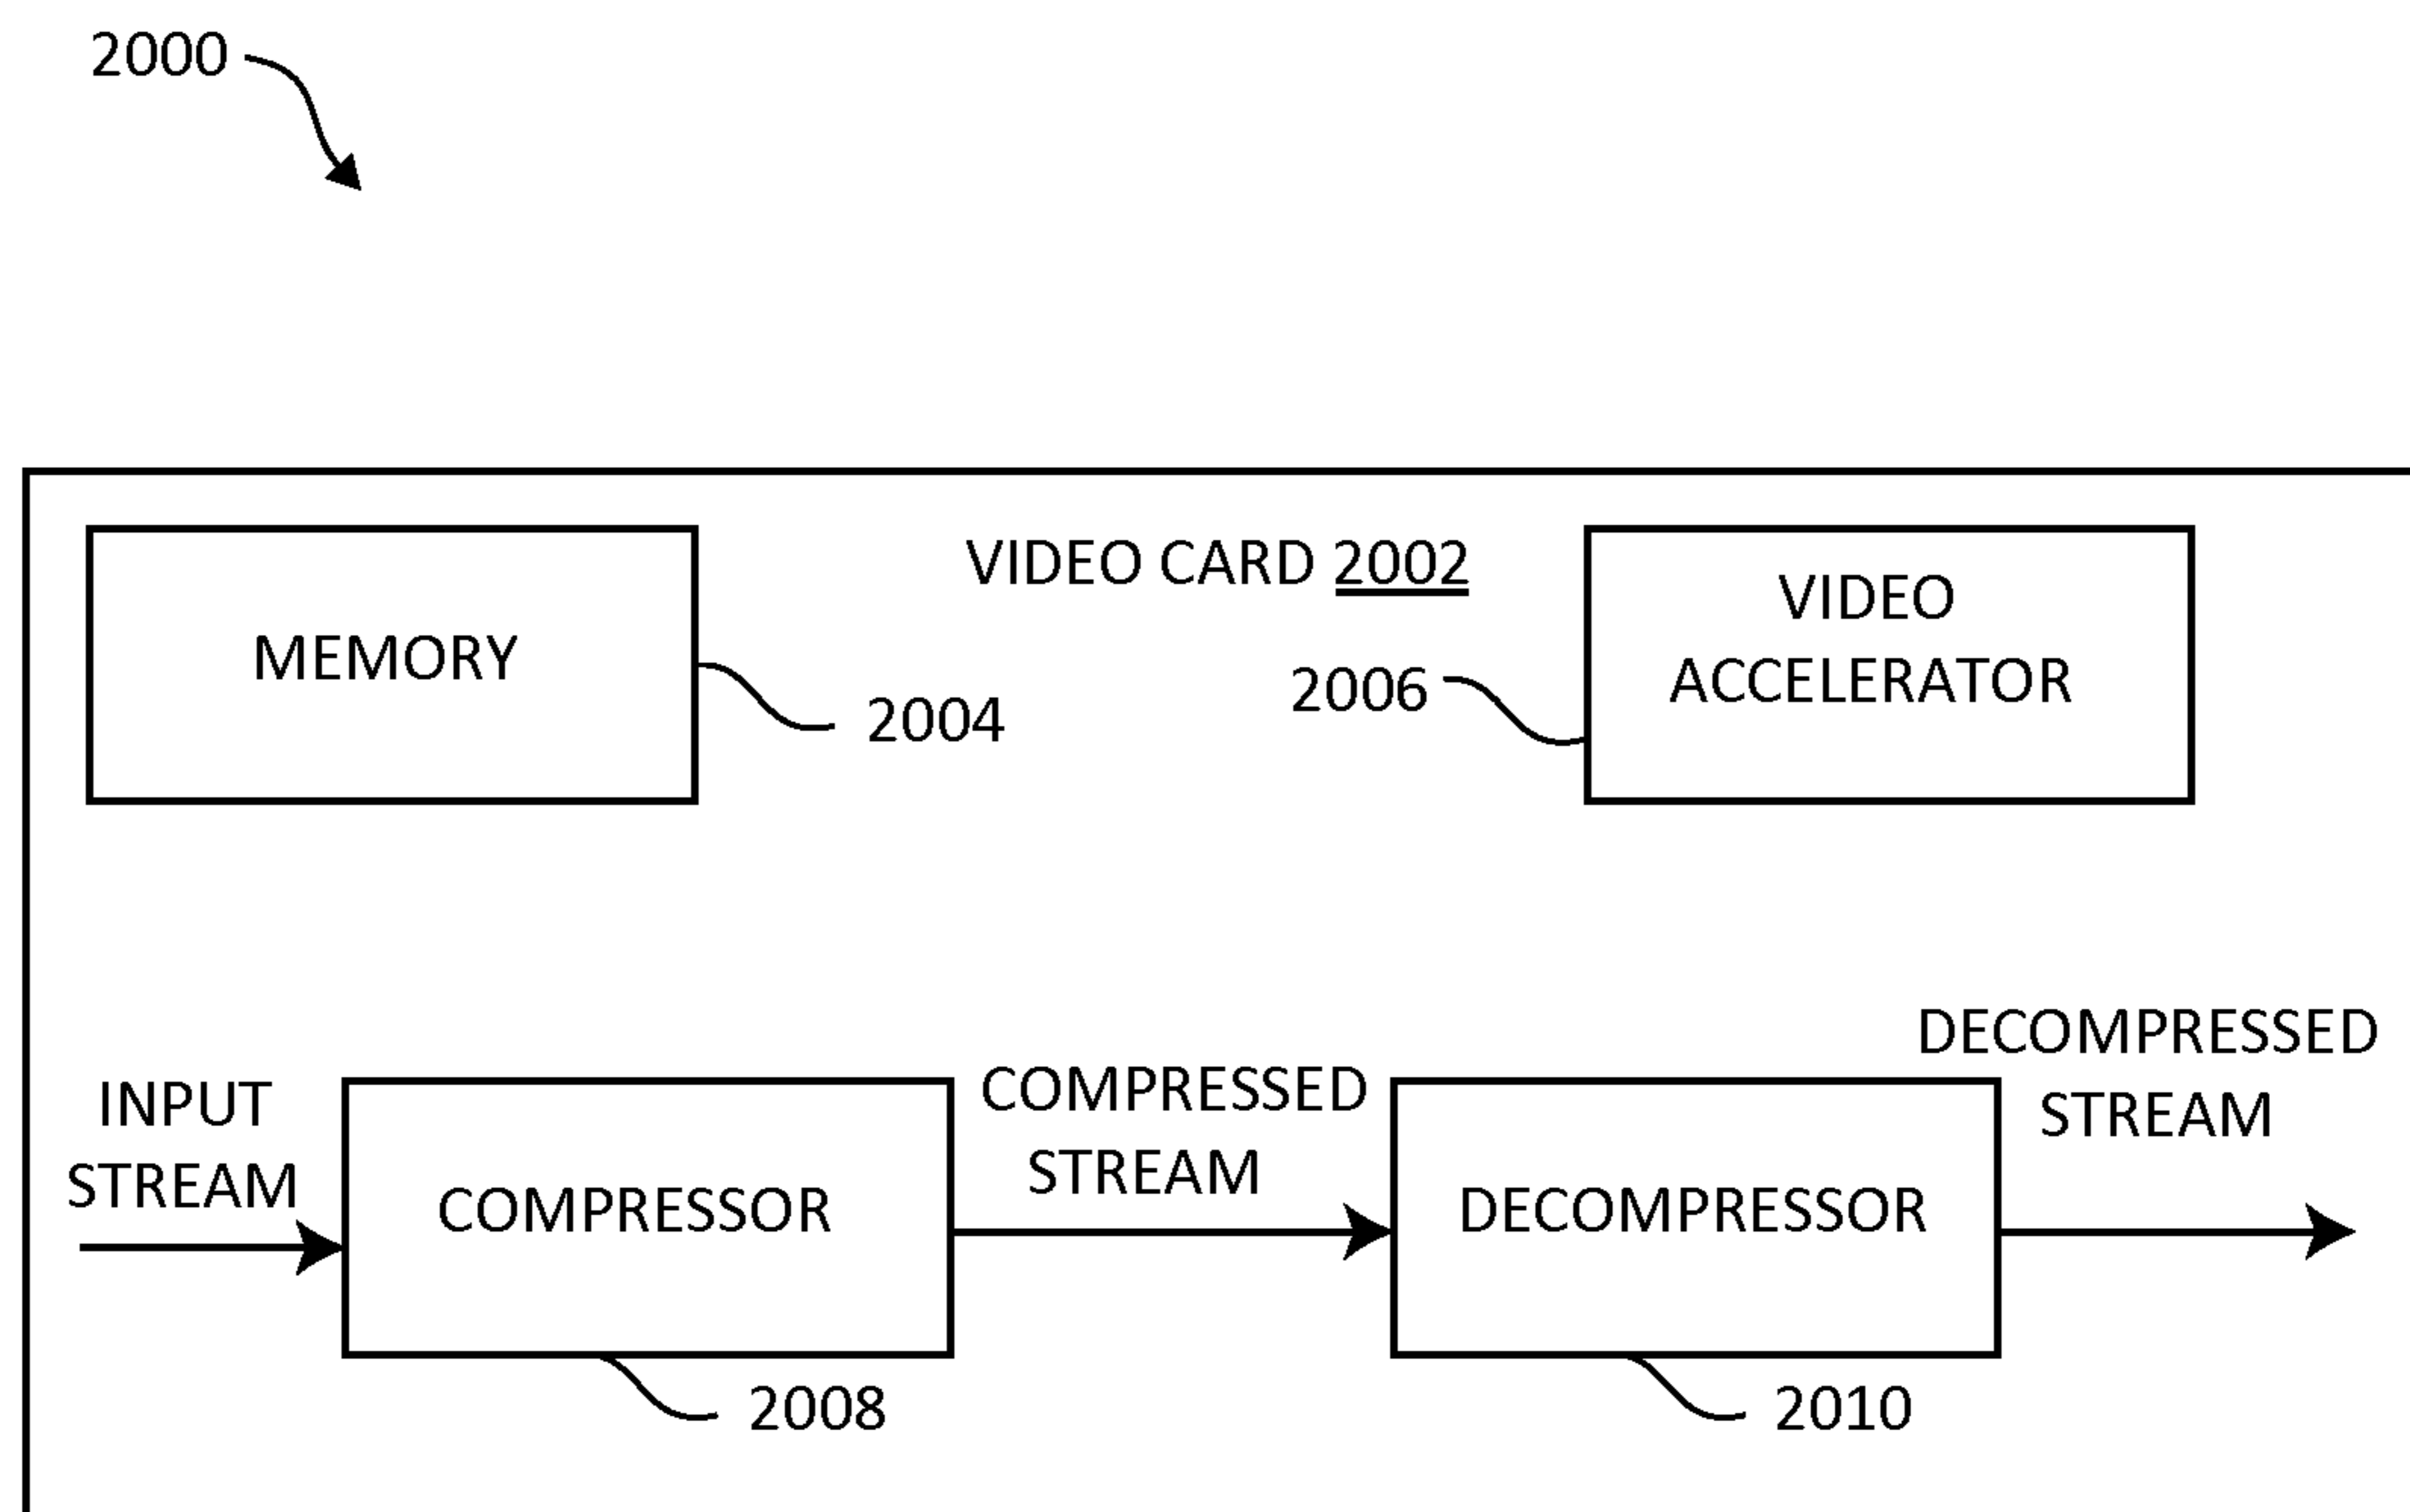 2000
VIDEO CARD 2002
MEMORY
2004
VIDEO
ACCELERATOR
2006
INPUT
STREAM
COMPRESSOR
2008
COMPRESSED
STREAM
DECOMPRESSOR
2010
DECOMPRESSED
STREAM